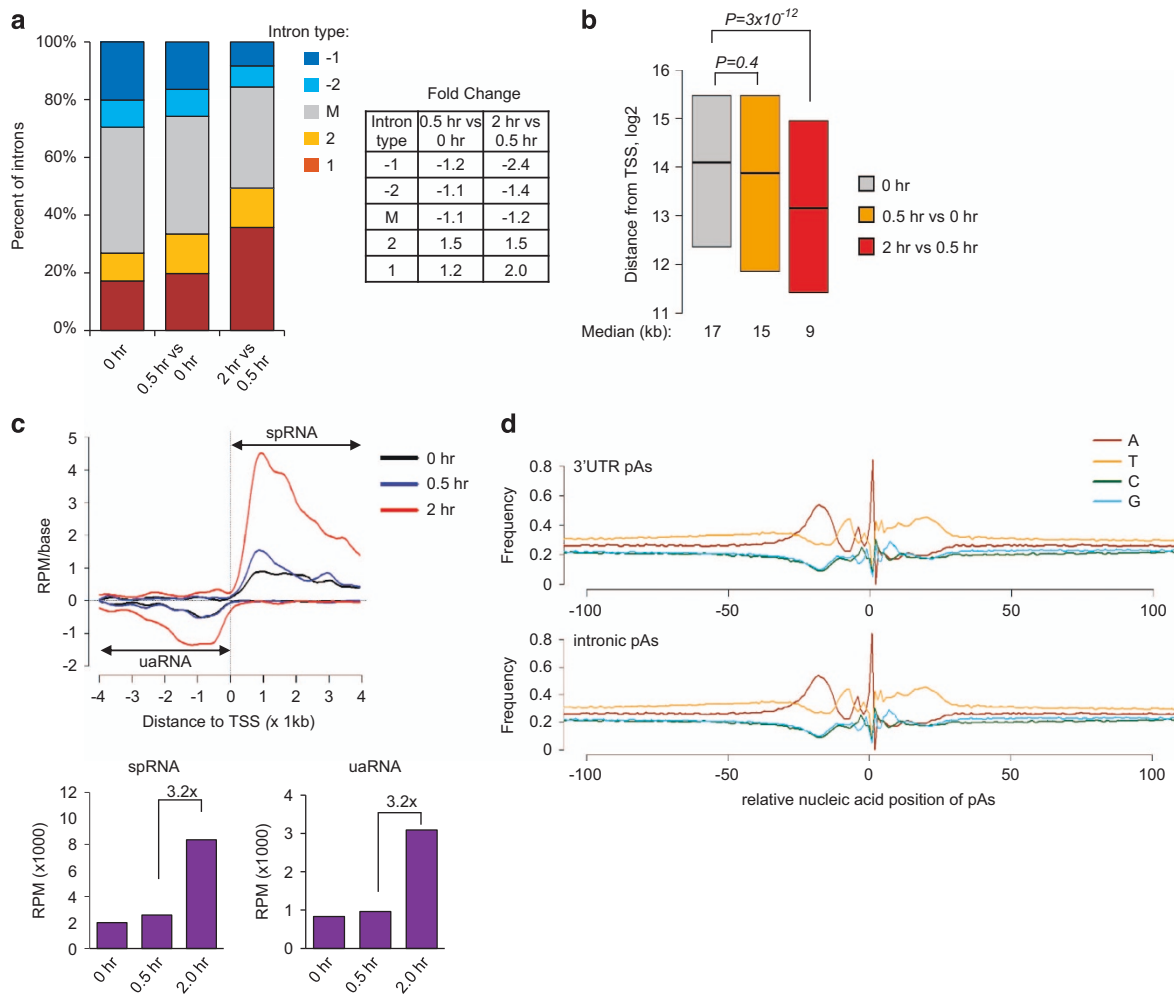 a
100%
80%
60%
40%
20%
0%
Percent of introns
0 hr
0.5 hr vs
0 hr
2 hr vs
0.5 hr
Intron type:
-1
-2
M
2
1
Fold Change
Intron type 0.5 hr vs 0 hr 2 hr vs 0.5 hr
-1 -1.2 -2.4
-2 -1.1 -1.4
M -1.1 -1.2
2 1.5 1.5
1 1.2 2.0
b
P=3x10⁻¹²
P=0.4
16
15
14
13
12
11
Distance from TSS, log2
Median (kb): 17 15 9
0 hr
0.5 hr vs 0 hr
2 hr vs 0.5 hr
c
spRNA
5
4
3
2
1
0
-1
-2
RPM/base
uaRNA
-4 -3 -2 -1 0 1 2 3 4
Distance to TSS (x 1kb)
0 hr
0.5 hr
2 hr
spRNA
3.2x
12
10
8
6
4
2
0
RPM (x1000)
0 hr
0.5 hr
2.0 hr
uaRNA
3.2x
4
3
2
1
0
RPM (x1000)
0 hr
0.5 hr
2.0 hr
d
A
T
C
G
3'UTR pAs
0.8
0.6
0.4
0.2
0
Frequency
-100 -50 0 50 100
intronic pAs
0.8
0.6
0.4
0.2
0
Frequency
-100 -50 0 50 100
relative nucleic acid position of pAs